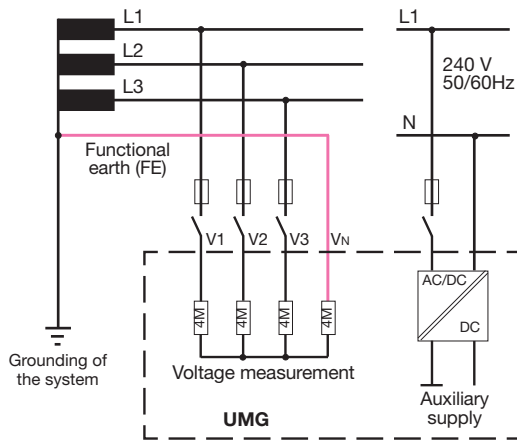 L1
L2
L3
L1
240 V
50/60Hz
N
Functional
earth (FE)
V1
V2
V3
VN
4M
4M
4M
4M
AC/DC
DC
Grounding of
the system
Voltage measurement
Auxiliary
supply
UMG